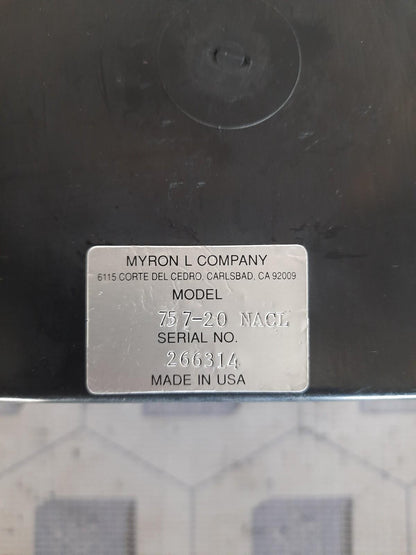 MYRON L COMPANY
6115 CORTE DEL CEDRO, CARLSBAD, CA 92009
MODEL
757-20 NACL
SERIAL NO.
266314
MADE IN USA